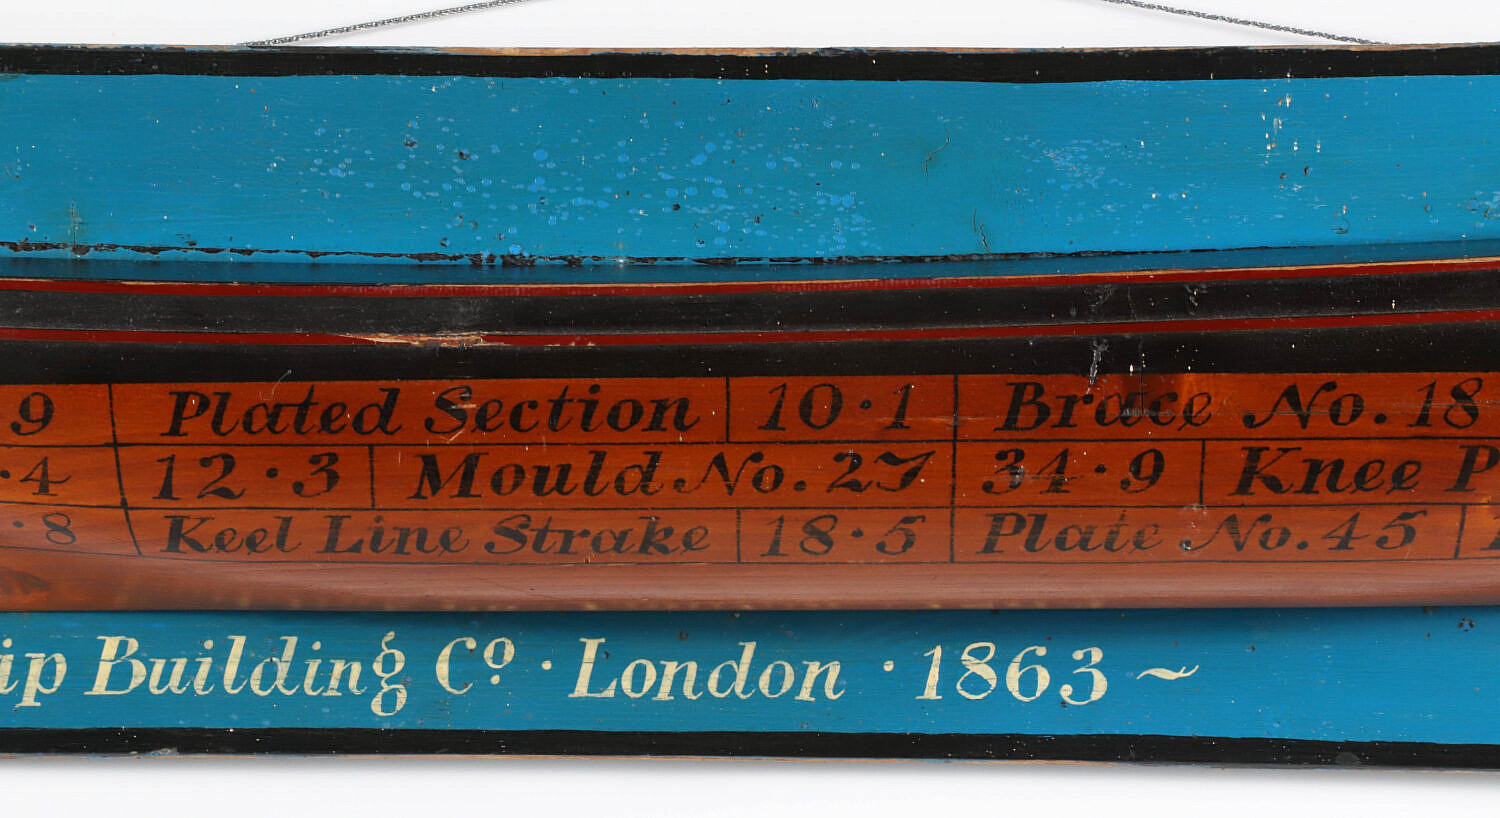 ·9 Plated Section 10·1 Brace No. 18
·4 12·3 Mould No. 27 34·9 Knee P
·8 Keel Line Strake 18·5 Plate No. 45
ip Building Cº · London · 1863 ~